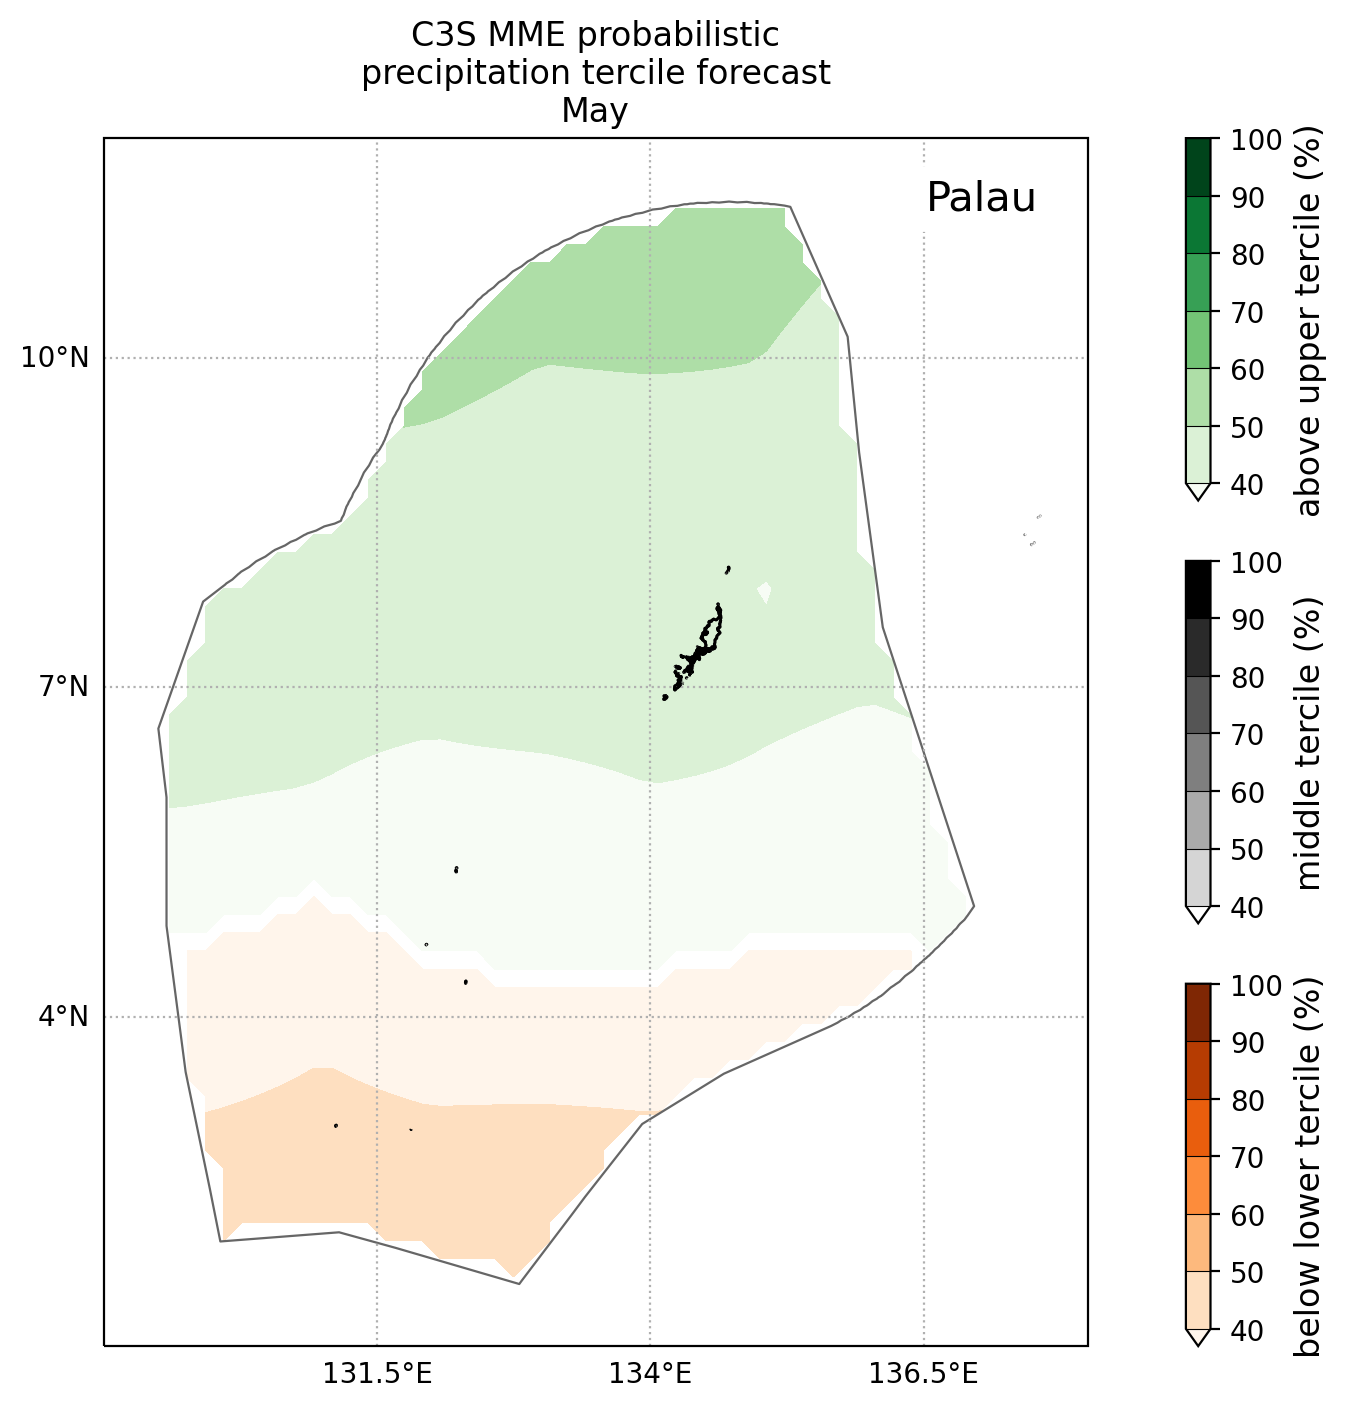 C3S MME probabilistic
precipitation tercile forecast
May
Palau
10°N
7°N
4°N
131.5°E
134°E
136.5°E
100
90
80
70
60
50
40
above upper tercile (%)
100
90
80
70
60
50
40
middle tercile (%)
100
90
80
70
60
50
40
below lower tercile (%)